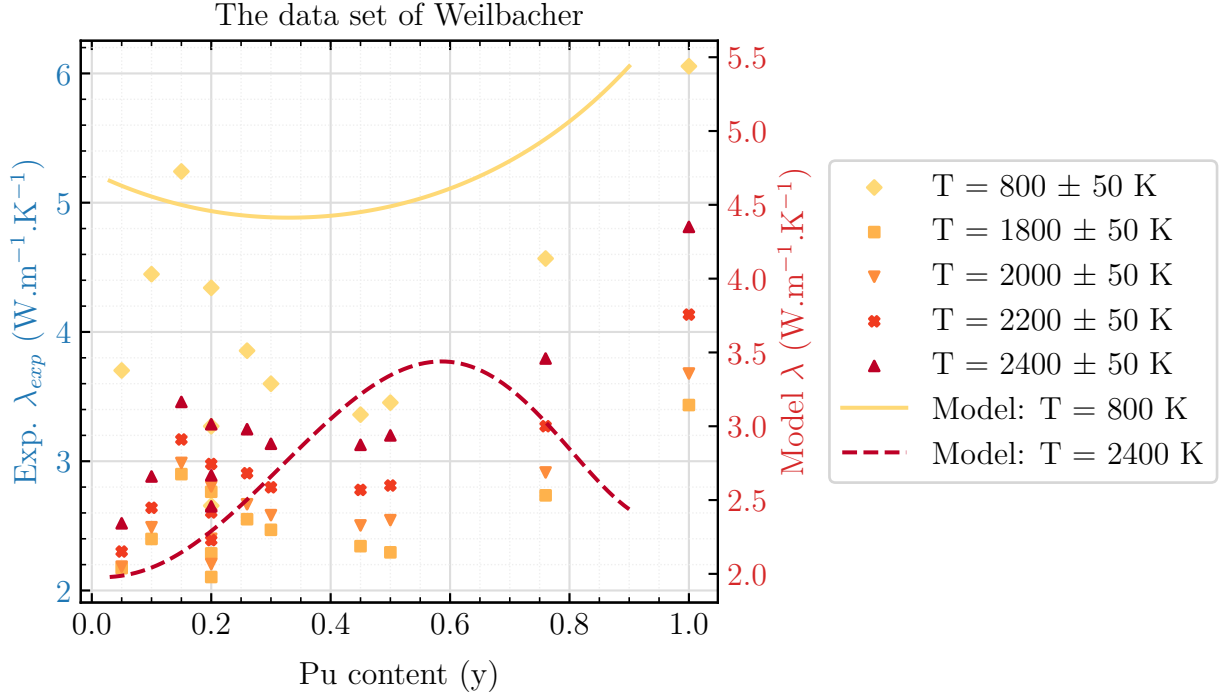 The data set of Weilbacher
Exp. λ_exp (W.m⁻¹.K⁻¹)
6
5
4
3
2
0.0 0.2 0.4 0.6 0.8 1.0
Pu content (y)
5.5
5.0
4.5
4.0
3.5
3.0
2.5
2.0
Model λ (W.m⁻¹.K⁻¹)
T = 800 ± 50 K
T = 1800 ± 50 K
T = 2000 ± 50 K
T = 2200 ± 50 K
T = 2400 ± 50 K
Model: T = 800 K
Model: T = 2400 K